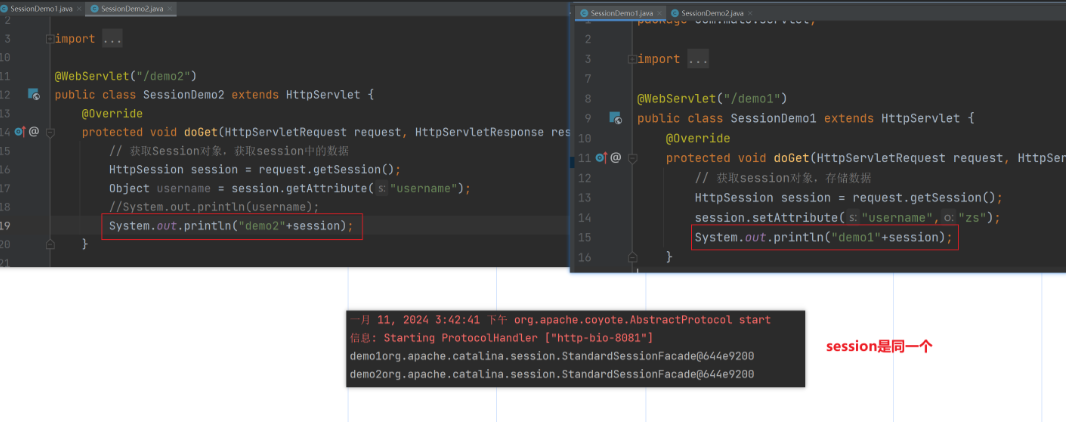 SessionDemo1.java × SessionDemo2.java ×
2
3 import ...
10
11 @WebServlet("/demo2")
12 public class SessionDemo2 extends HttpServlet {
13 @Override
14 @ protected void doGet(HttpServletRequest request, HttpServletResponse res
15 // 获取Session对象，获取session中的数据
16 HttpSession session = request.getSession();
17 Object username = session.getAttribute( s: "username");
18 //System.out.println(username);
19 System.out.println("demo2"+session);
20 }
21
SessionDemo1.java × SessionDemo2.java ×
2
3 import ...
7
8 @WebServlet("/demo1")
9 public class SessionDemo1 extends HttpServlet {
10 @Override
11 @ protected void doGet(HttpServletRequest request, HttpServ
12 // 获取session对象，存储数据
13 HttpSession session = request.getSession();
14 session.setAttribute( s: "username", o: "zs");
15 System.out.println("demo1"+session);
16 }
一月 11, 2024 3:42:41 下午 org.apache.coyote.AbstractProtocol start
信息: Starting ProtocolHandler ["http-bio-8081"]
demo1org.apache.catalina.session.StandardSessionFacade@644e9200
demo2org.apache.catalina.session.StandardSessionFacade@644e9200
session是同一个